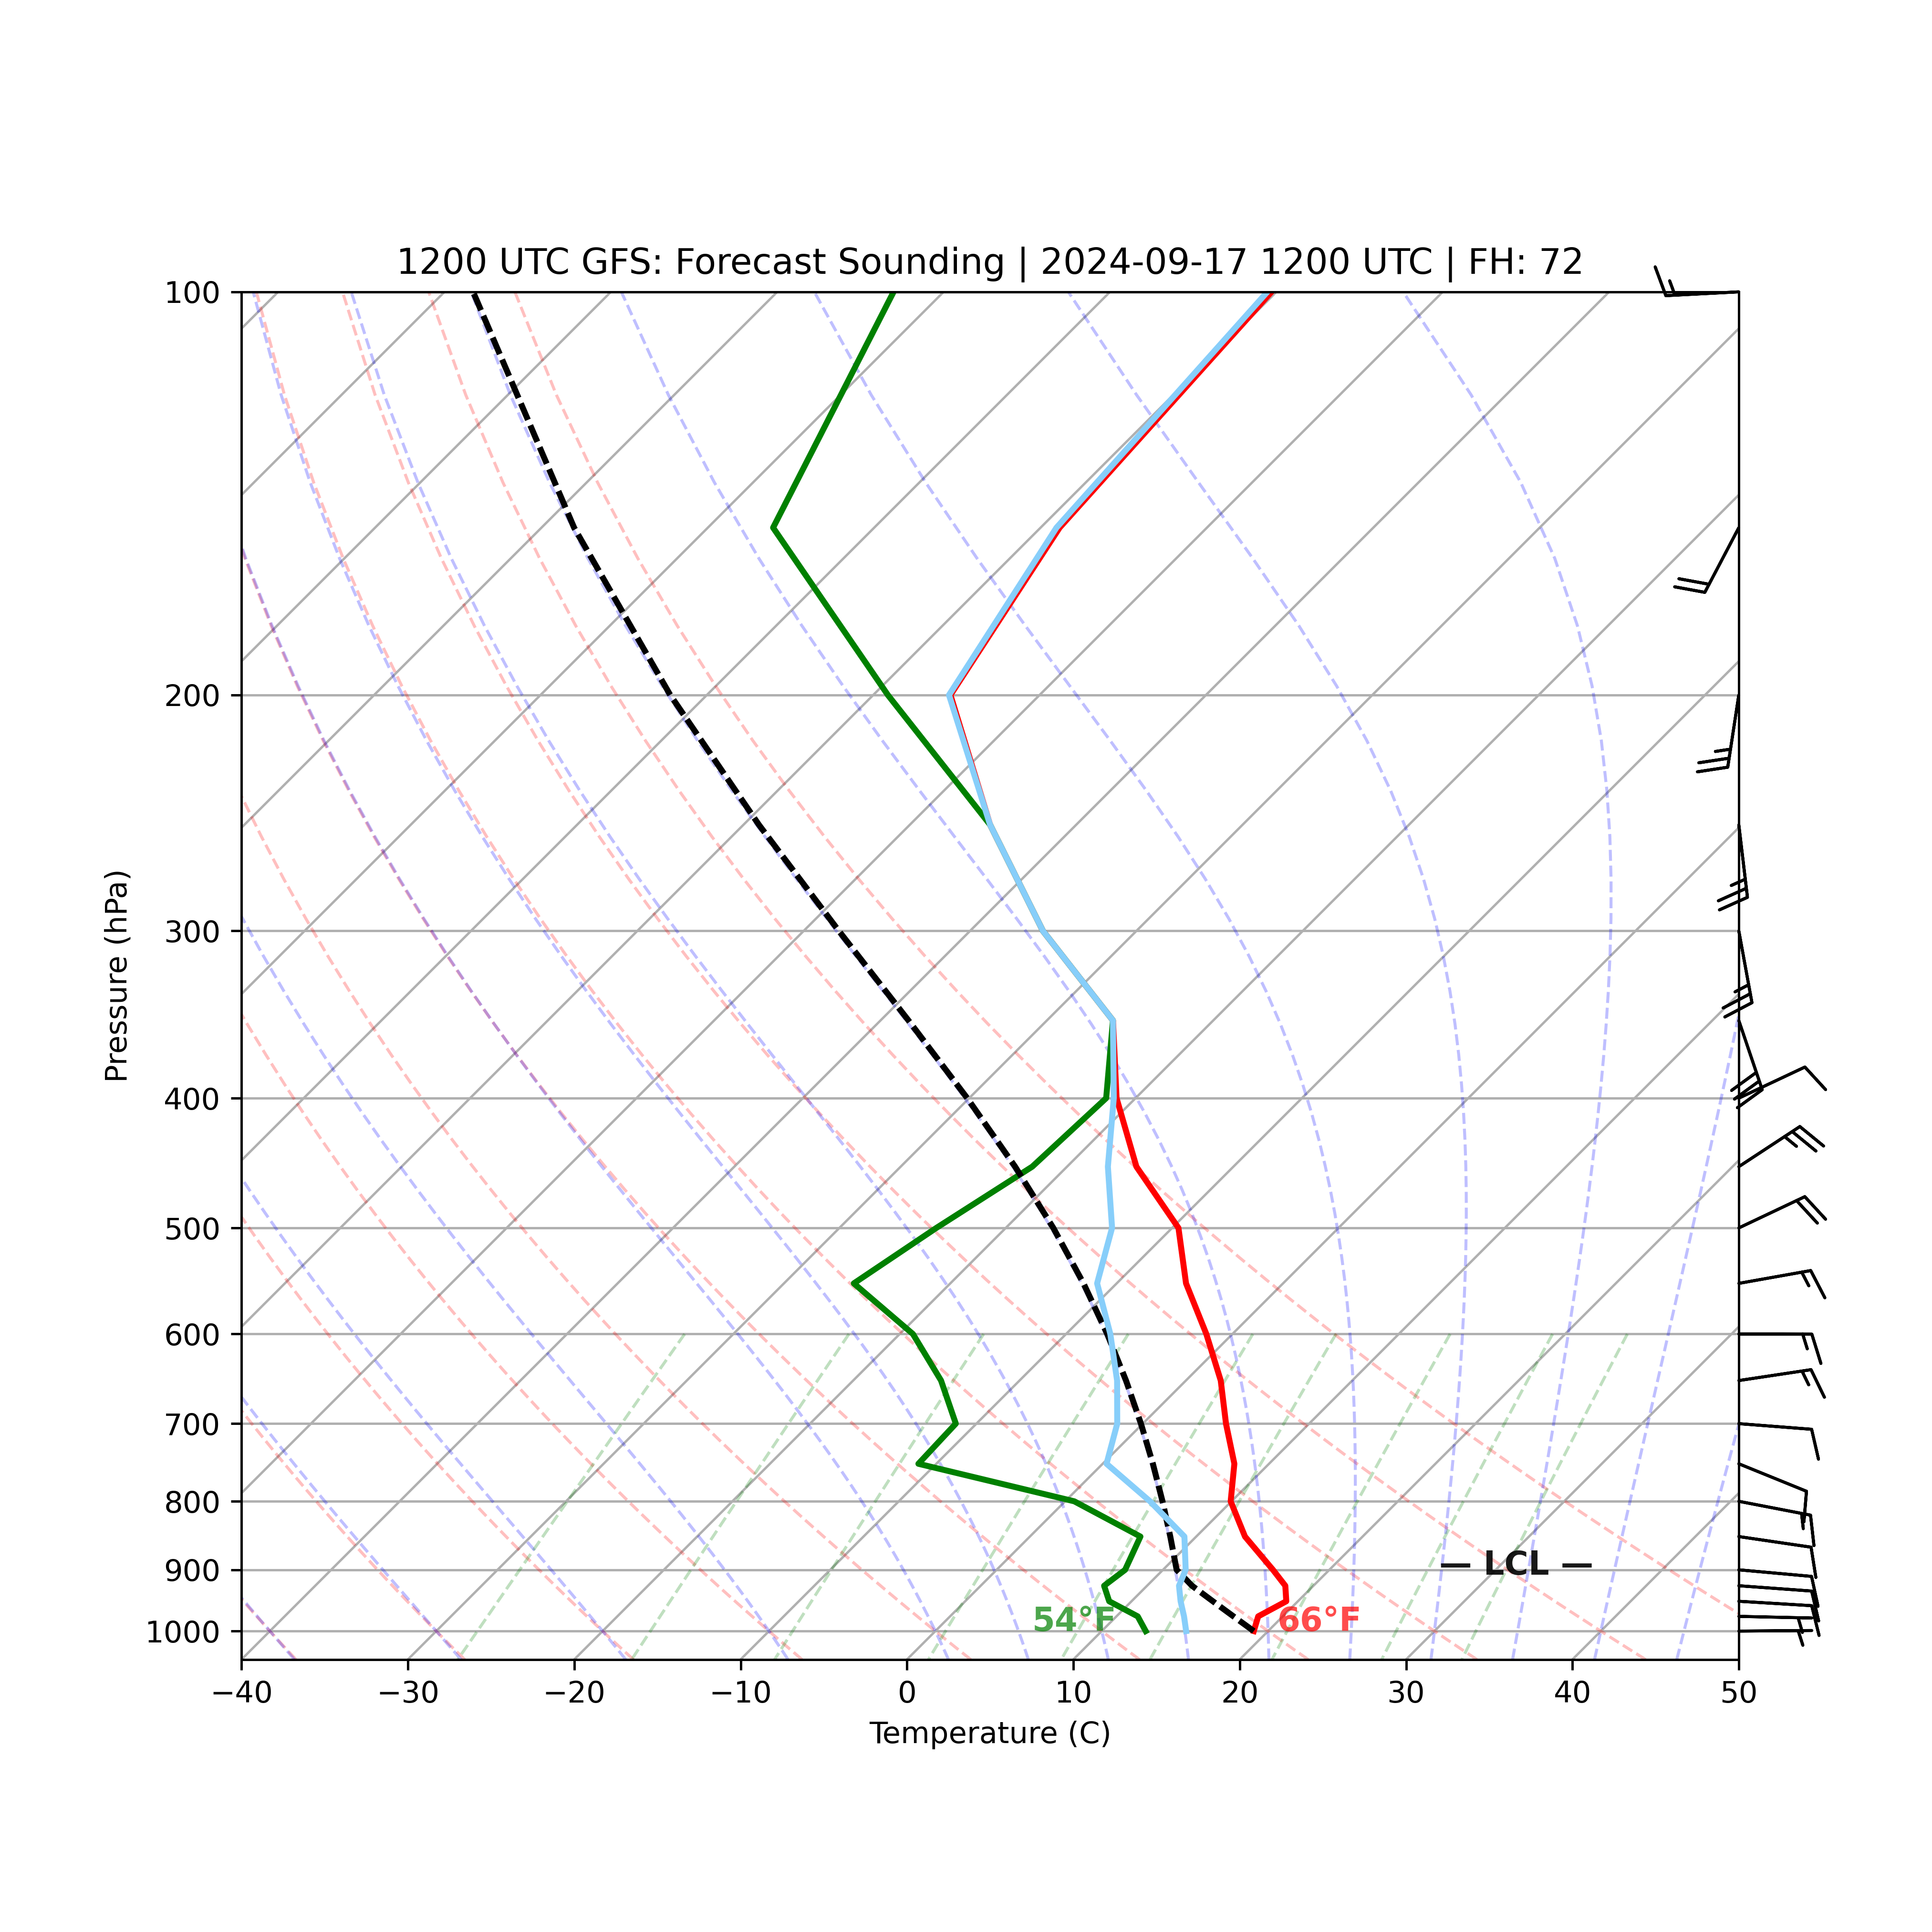 1200 UTC GFS: Forecast Sounding | 2024-09-17 1200 UTC | FH: 72
100
200
300
400
500
600
700
800
900
1000
Pressure (hPa)
— LCL —
54°F
66°F
−40 −30 −20 −10 0 10 20 30 40 50
Temperature (C)